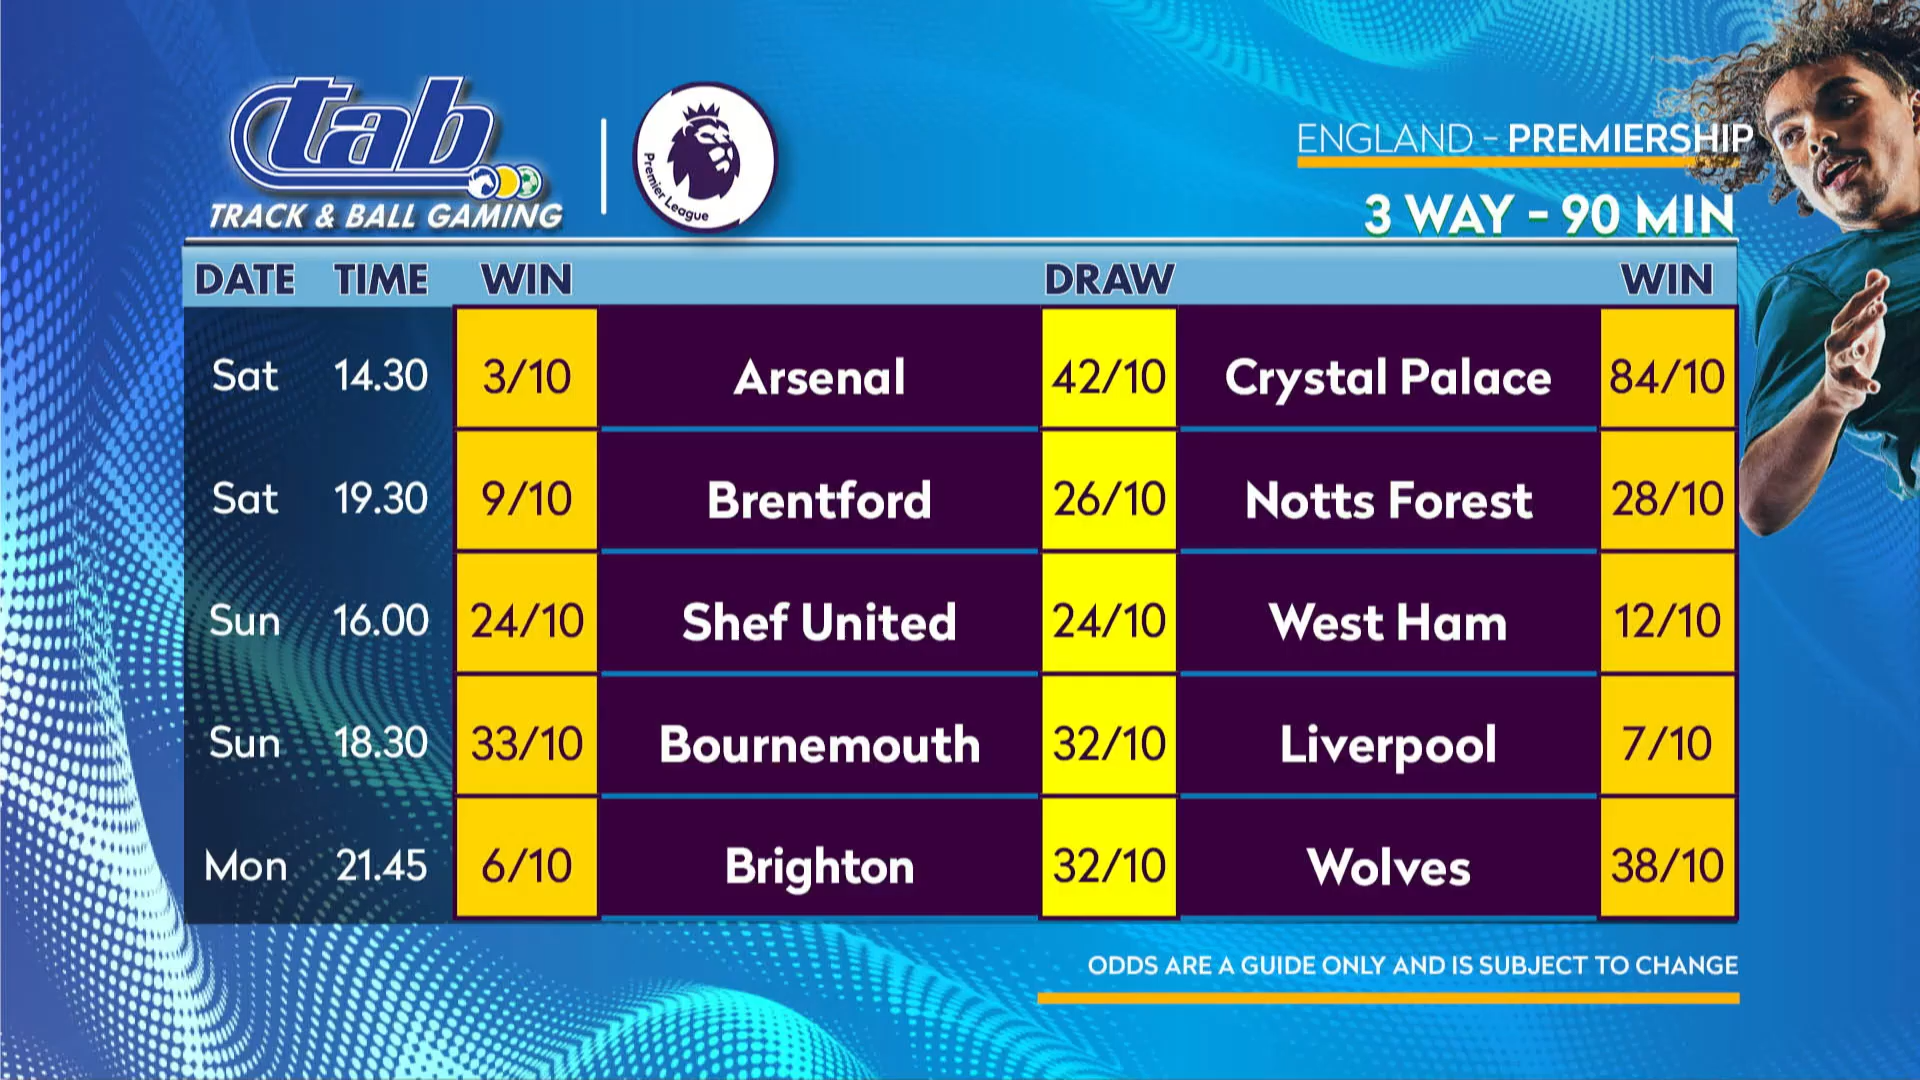 tab
TRACK & BALL GAMING
Premier League
ENGLAND - PREMIERSHIP
3 WAY - 90 MIN
DATE TIME WIN DRAW WIN
Sat 14.30 3/10 Arsenal 42/10 Crystal Palace 84/10
Sat 19.30 9/10 Brentford 26/10 Notts Forest 28/10
Sun 16.00 24/10 Shef United 24/10 West Ham 12/10
Sun 18.30 33/10 Bournemouth 32/10 Liverpool 7/10
Mon 21.45 6/10 Brighton 32/10 Wolves 38/10
ODDS ARE A GUIDE ONLY AND IS SUBJECT TO CHANGE